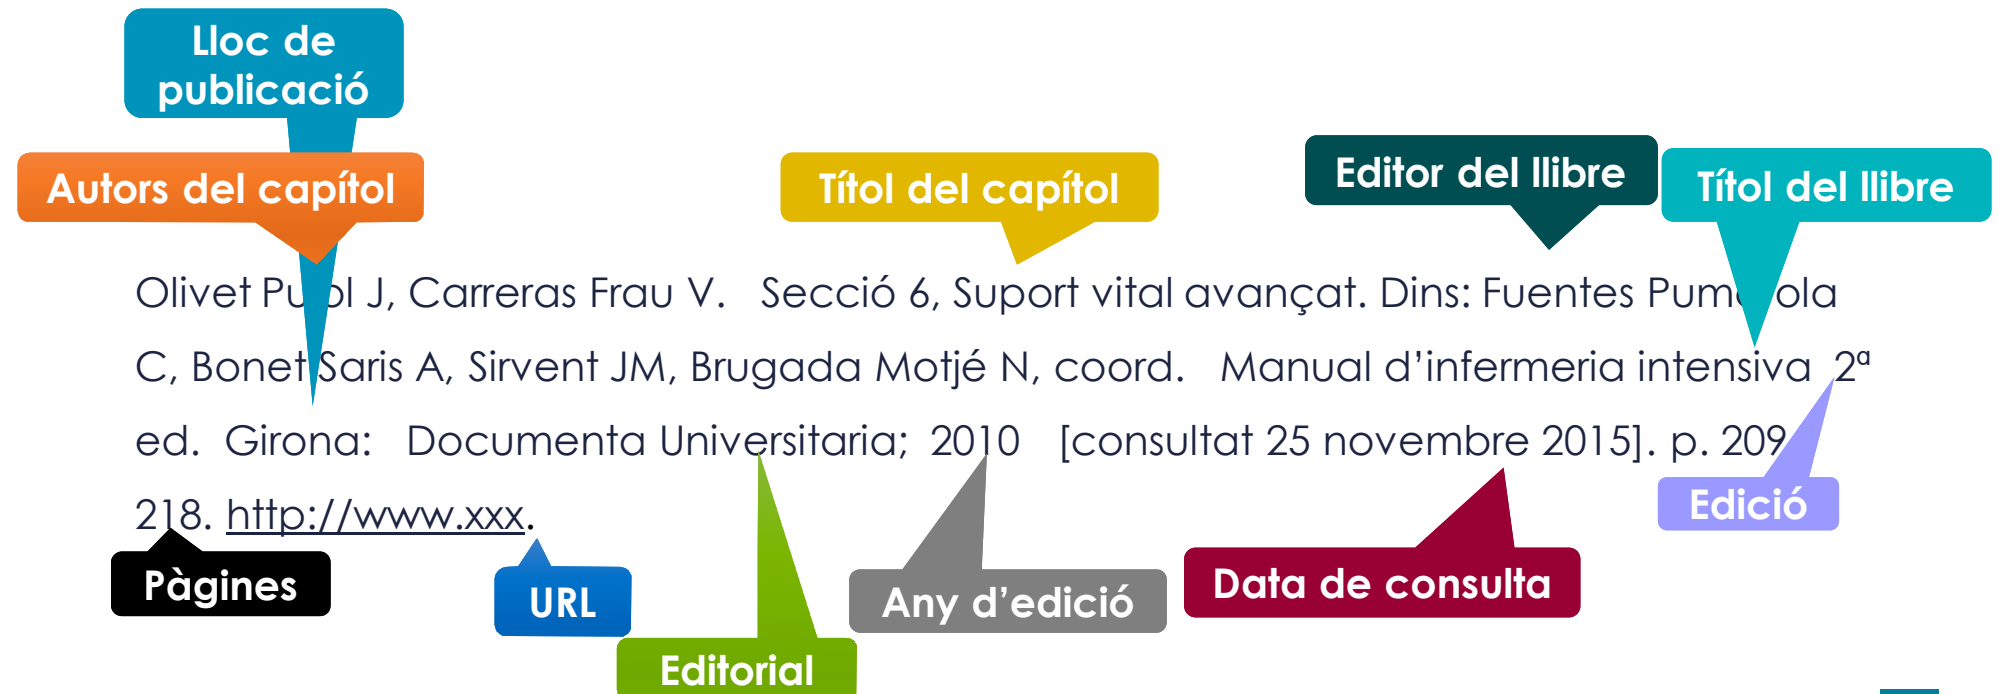 Lloc de
publicació
Autors del capítol
Títol del capítol
Editor del llibre
Títol del llibre
Olivet J, Carreras Frau V. Secció 6, Suport vital avançat. Dins: Fuentes
C, Bonet Saris A, Sirvent JM, Brugada Motjé N, coord. Manual d’infermeria intensiva 2ª
ed. Girona: Documenta Universitaria; 2010 [consultat 25 novembre 2015]. p. 209
218. http://www.xxx.
Edició
Pàgines
URL
Any d’edició
Data de consulta
Editorial